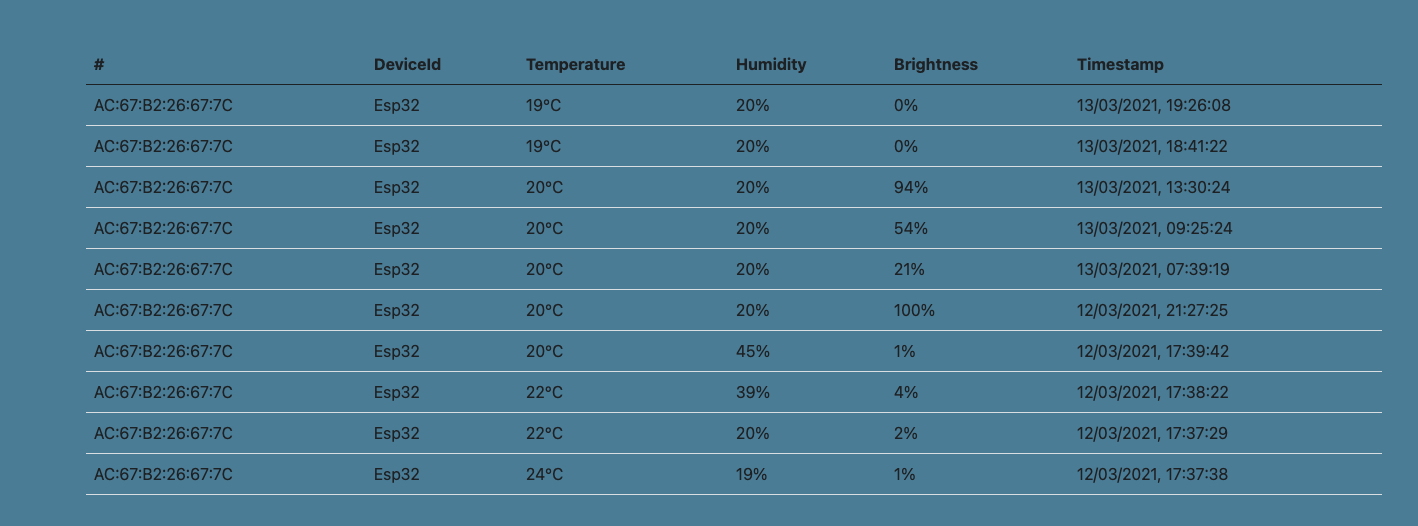 # DeviceId Temperature Humidity Brightness Timestamp
AC:67:B2:26:67:7C Esp32 19°C 20% 0% 13/03/2021, 19:26:08
AC:67:B2:26:67:7C Esp32 19°C 20% 0% 13/03/2021, 18:41:22
AC:67:B2:26:67:7C Esp32 20°C 20% 94% 13/03/2021, 13:30:24
AC:67:B2:26:67:7C Esp32 20°C 20% 54% 13/03/2021, 09:25:24
AC:67:B2:26:67:7C Esp32 20°C 20% 21% 13/03/2021, 07:39:19
AC:67:B2:26:67:7C Esp32 20°C 20% 100% 12/03/2021, 21:27:25
AC:67:B2:26:67:7C Esp32 20°C 45% 1% 12/03/2021, 17:39:42
AC:67:B2:26:67:7C Esp32 22°C 39% 4% 12/03/2021, 17:38:22
AC:67:B2:26:67:7C Esp32 22°C 20% 2% 12/03/2021, 17:37:29
AC:67:B2:26:67:7C Esp32 24°C 19% 1% 12/03/2021, 17:37:38